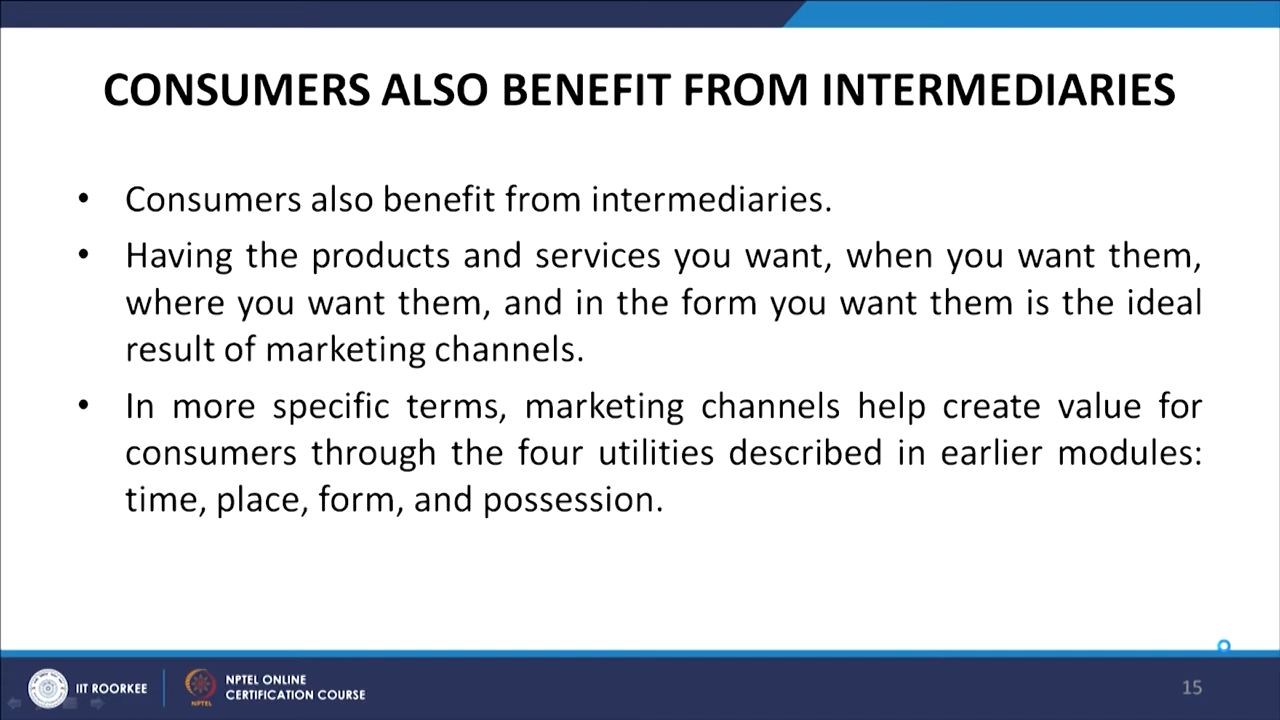 CONSUMERS ALSO BENEFIT FROM INTERMEDIARIES
• Consumers also benefit from intermediaries.
• Having the products and services you want, when you want them,
where you want them, and in the form you want them is the ideal
result of marketing channels.
• In more specific terms, marketing channels help create value for
consumers through the four utilities described in earlier modules:
time, place, form, and possession.
IIT ROORKEE
NPTEL
NPTEL ONLINE
CERTIFICATION COURSE
15